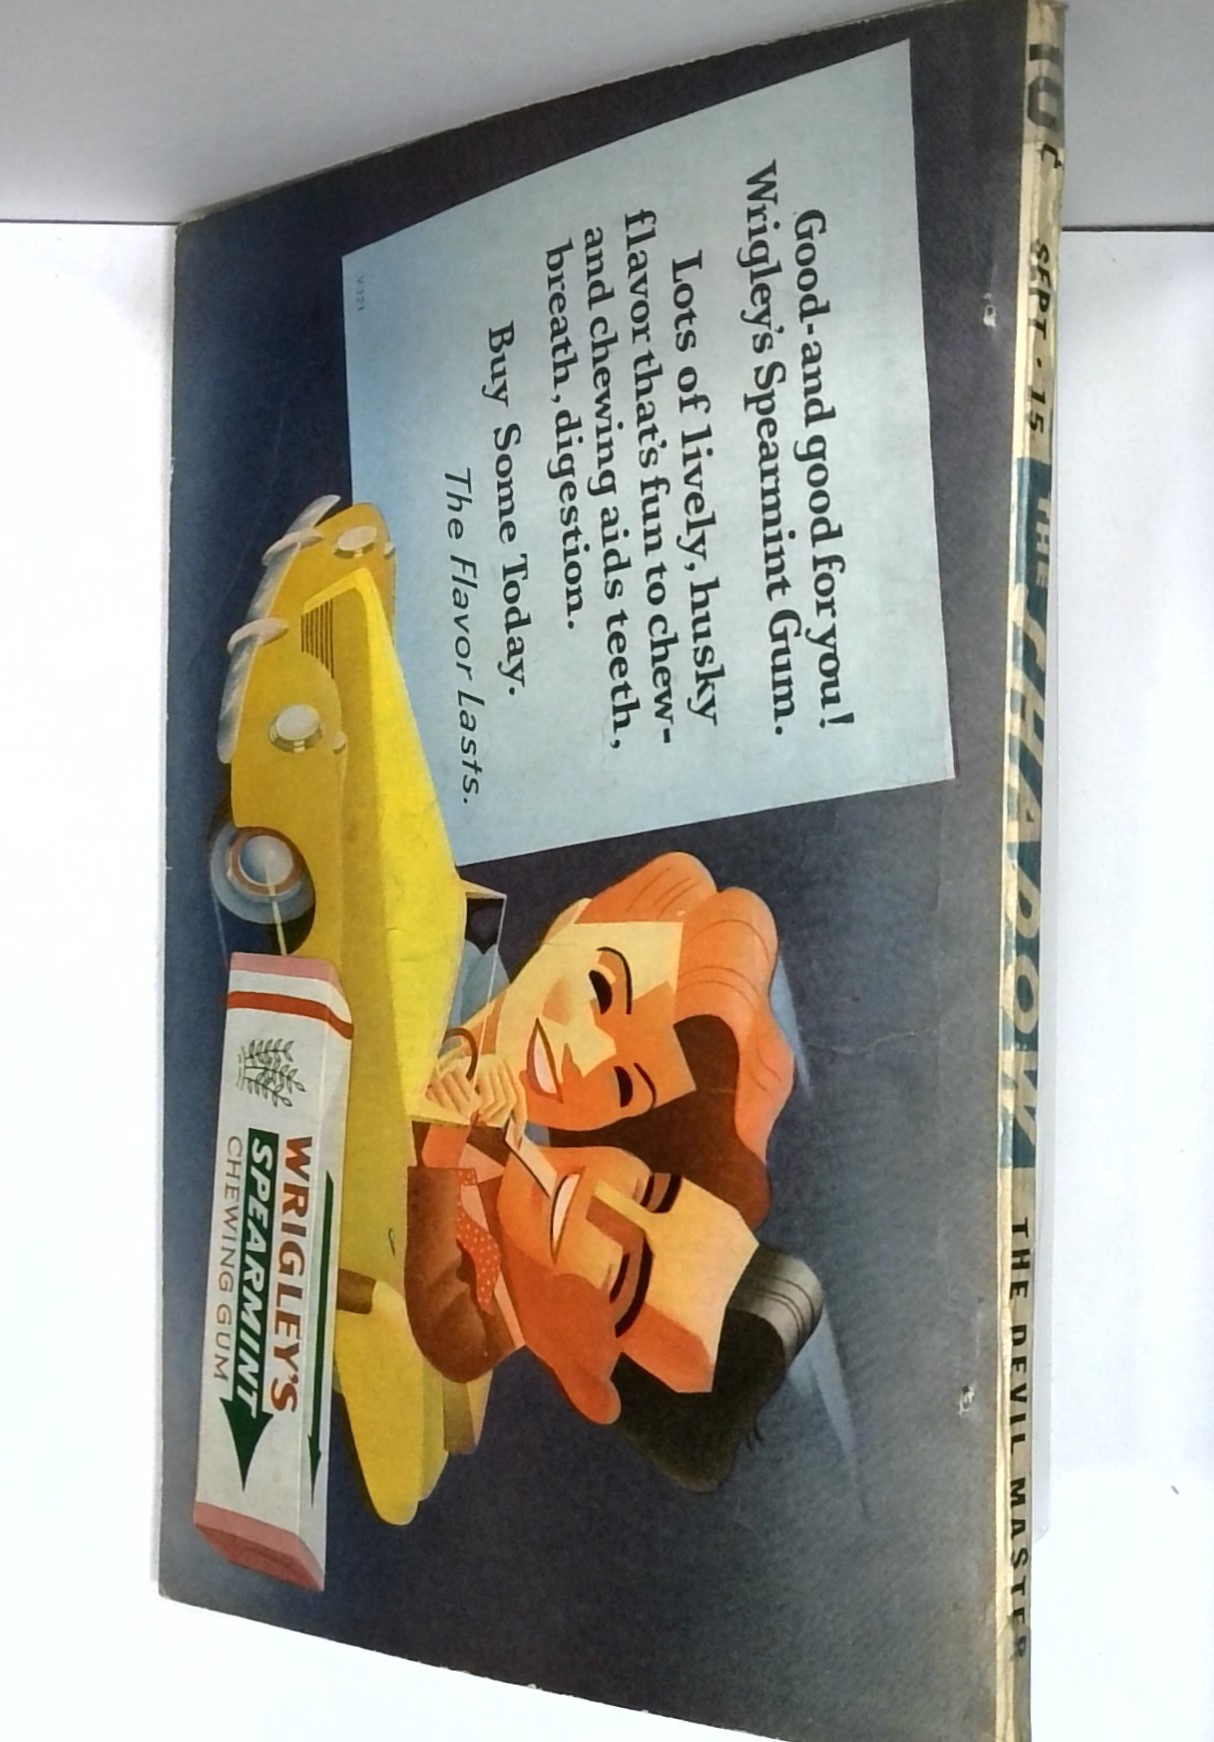 10¢ SEPT • 15 THE SHADOW THE DEVIL MASTER
Good-and good for you!
Wrigley's Spearmint Gum.
Lots of lively, husky
flavor that's fun to chew-
and chewing aids teeth,
breath, digestion.
Buy Some Today.
The Flavor Lasts.
V 151
WRIGLEY'S
SPEARMINT
CHEWING GUM